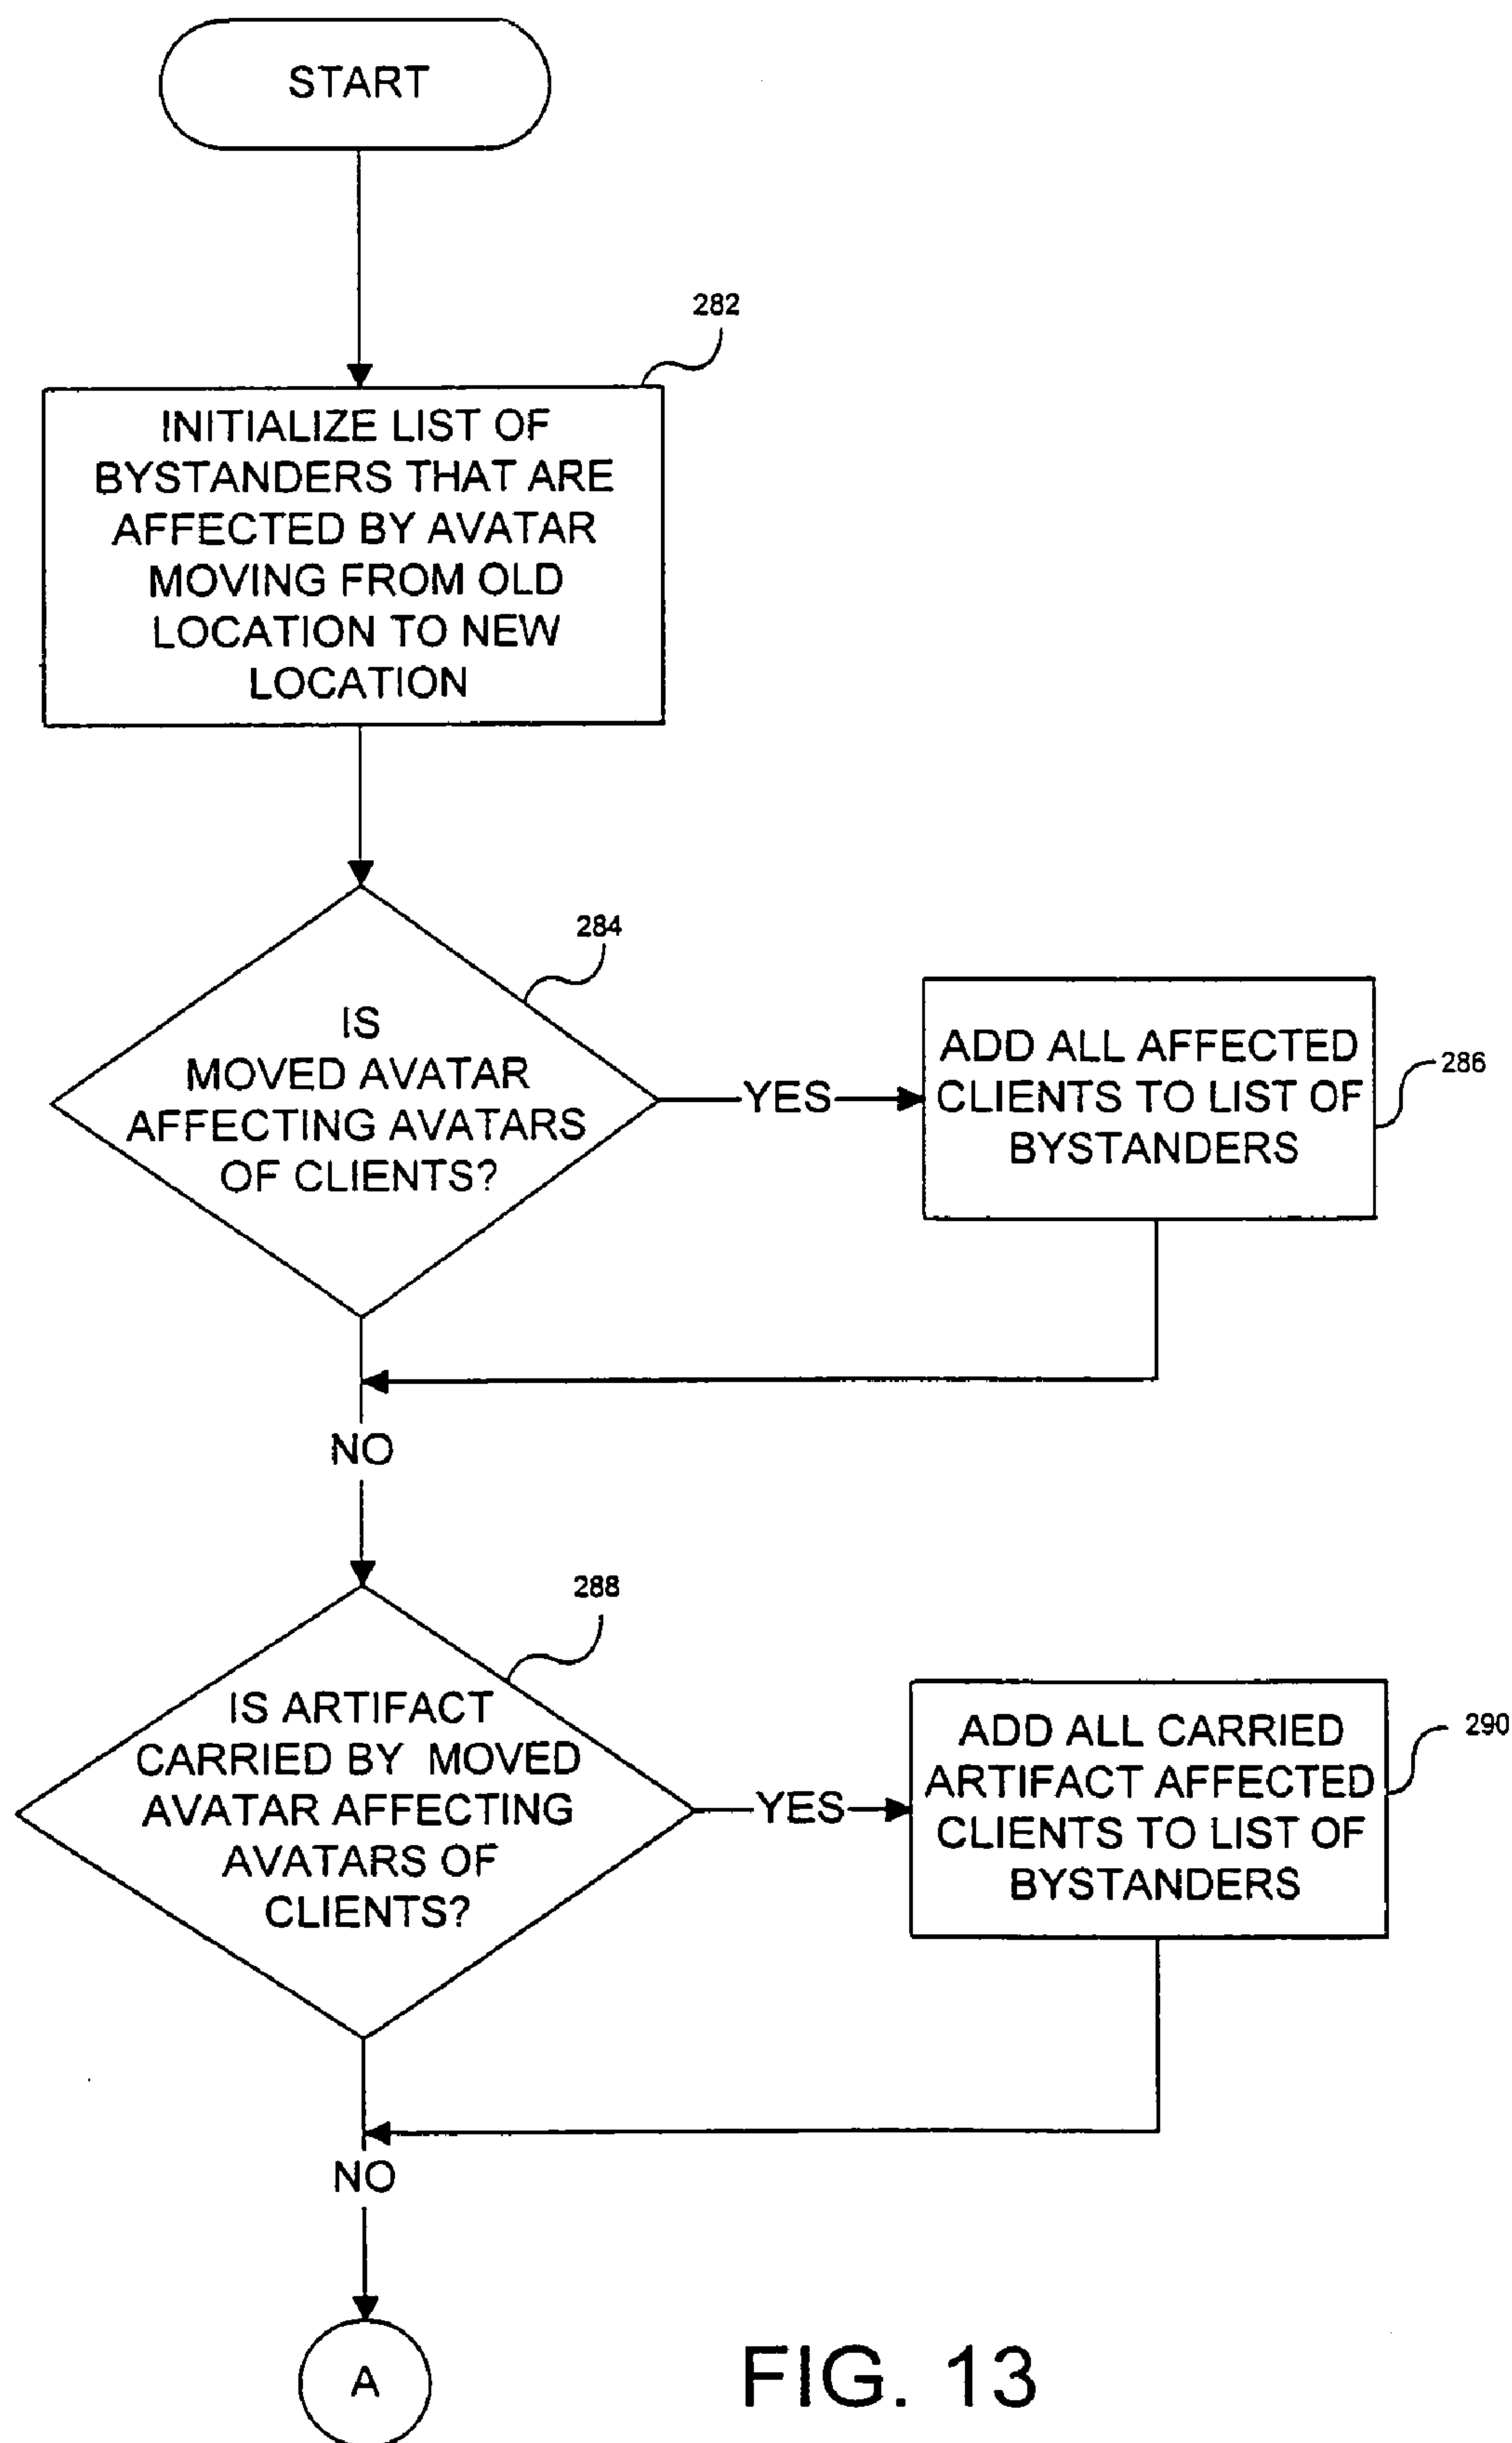 START
282
INITIALIZE LIST OF
BYSTANDERS THAT ARE
AFFECTED BY AVATAR
MOVING FROM OLD
LOCATION TO NEW
LOCATION
284
IS
MOVED AVATAR
AFFECTING AVATARS
OF CLIENTS?
YES
ADD ALL AFFECTED
CLIENTS TO LIST OF
BYSTANDERS
286
NO
288
IS ARTIFACT
CARRIED BY MOVED
AVATAR AFFECTING
AVATARS OF
CLIENTS?
YES
ADD ALL CARRIED
ARTIFACT AFFECTED
CLIENTS TO LIST OF
BYSTANDERS
290
NO
A
FIG. 13